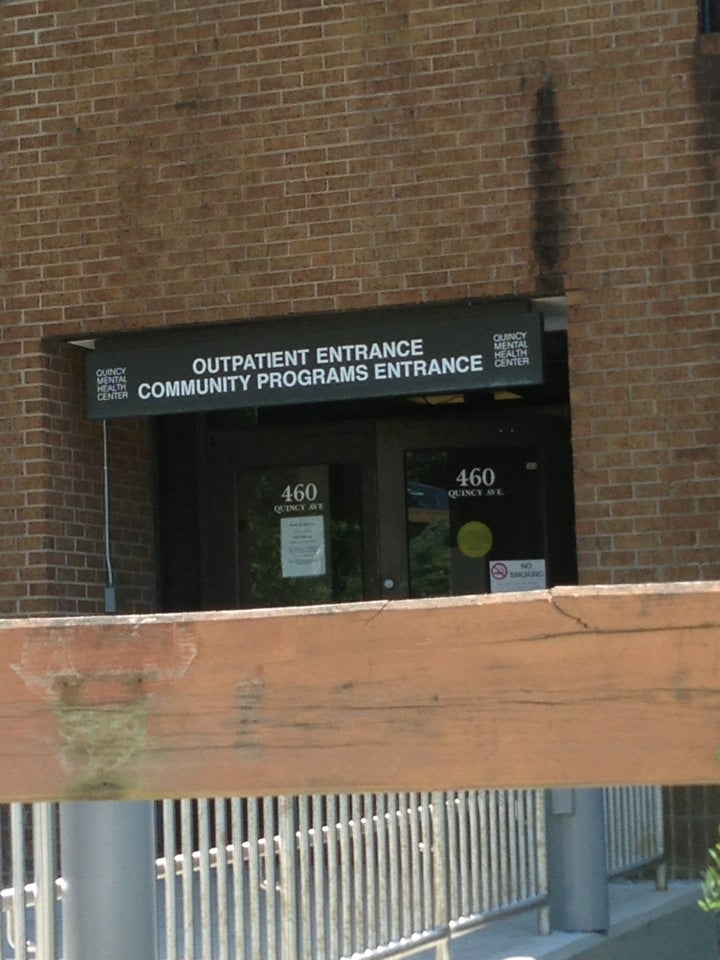 QUINCY
MENTAL
HEALTH
CENTER
OUTPATIENT ENTRANCE
COMMUNITY PROGRAMS ENTRANCE
QUINCY
MENTAL
HEALTH
CENTER
460
QUINCY AVE
460
QUINCY AVE.
NO
SMOKING